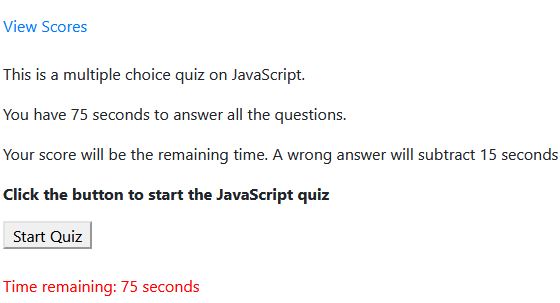 View Scores
This is a multiple choice quiz on JavaScript.
You have 75 seconds to answer all the questions.
Your score will be the remaining time. A wrong answer will subtract 15 seconds
Click the button to start the JavaScript quiz
Start Quiz
Time remaining: 75 seconds